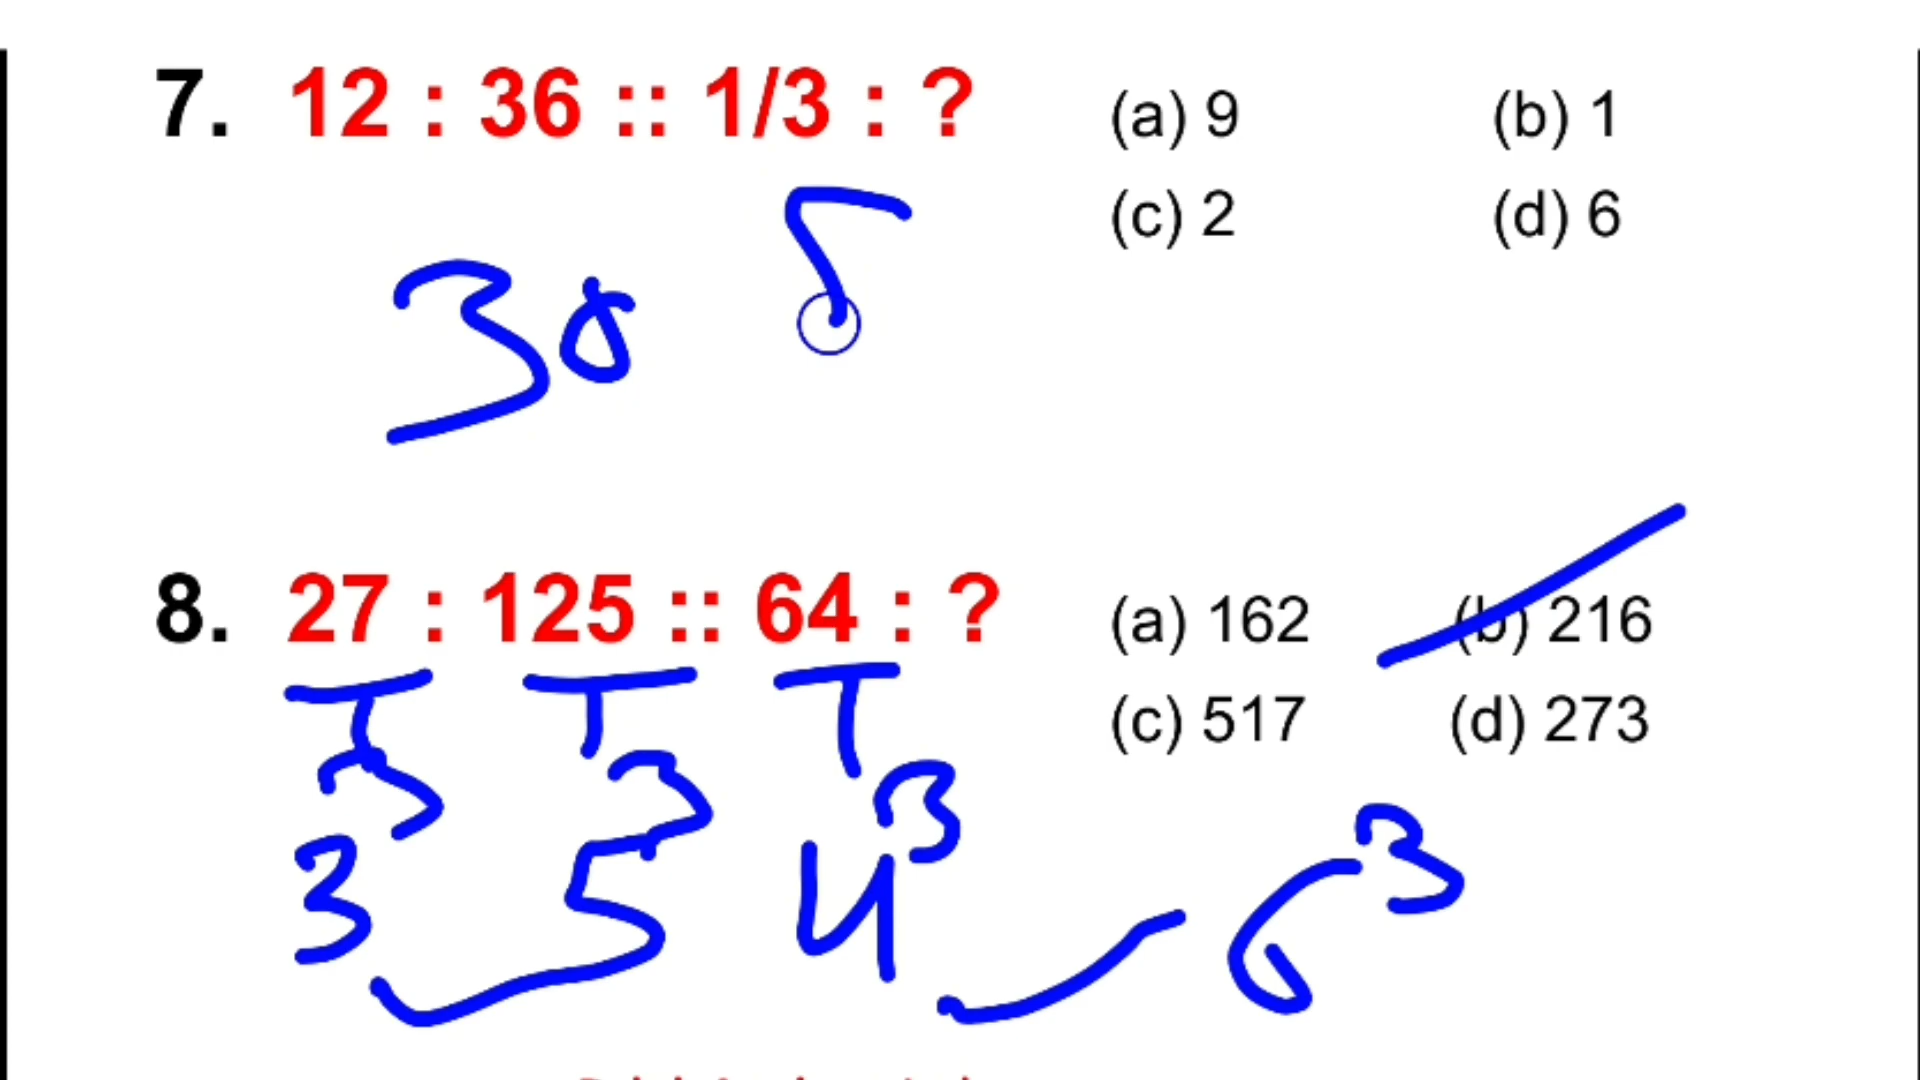 7. 12 : 36 :: 1/3 : ? (a) 9 (b) 1
(c) 2 (d) 6
30
8. 27 : 125 :: 64 : ? (a) 162 (b) 216
(c) 517 (d) 273
3³ 5³ 4³ 6³